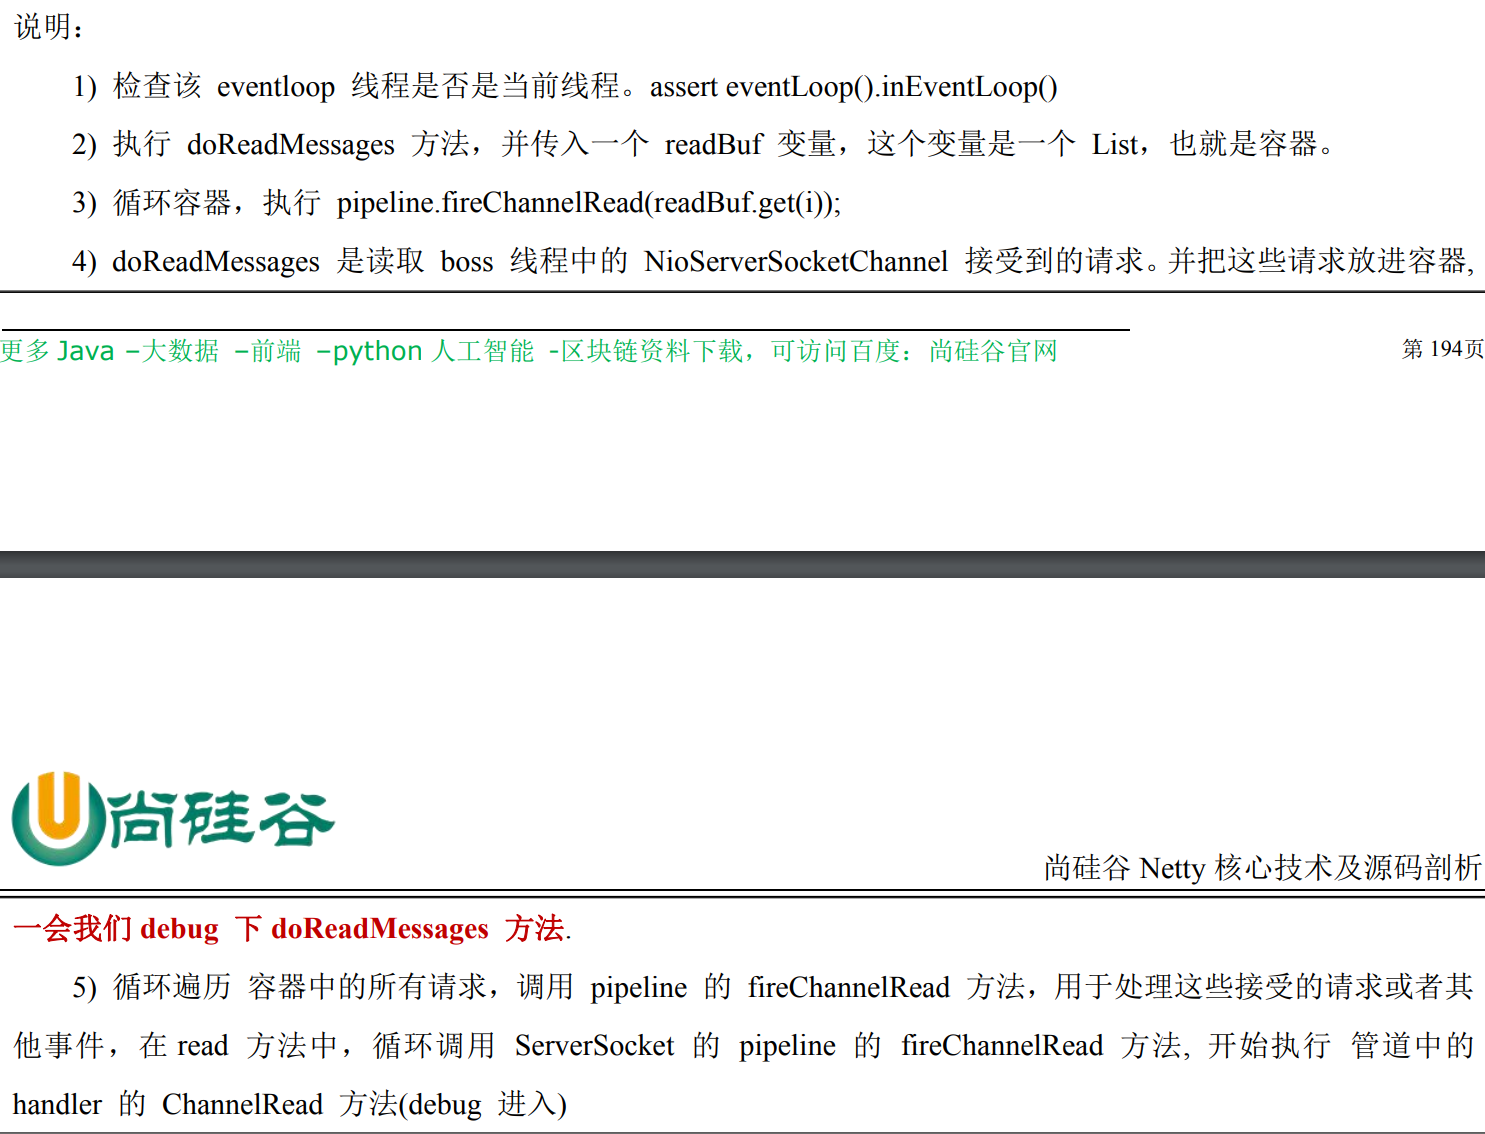 说明：
1) 检查该 eventloop 线程是否是当前线程。assert eventLoop().inEventLoop()
2) 执行 doReadMessages 方法，并传入一个 readBuf 变量，这个变量是一个 List，也就是容器。
3) 循环容器，执行 pipeline.fireChannelRead(readBuf.get(i));
4) doReadMessages 是读取 boss 线程中的 NioServerSocketChannel 接受到的请求。并把这些请求放进容器,
更多 Java –大数据 –前端 –python 人工智能 -区块链资料下载，可访问百度：尚硅谷官网
第 194页
尚硅谷
尚硅谷 Netty 核心技术及源码剖析
一会我们 debug 下 doReadMessages 方法.
5) 循环遍历 容器中的所有请求，调用 pipeline 的 fireChannelRead 方法，用于处理这些接受的请求或者其
他事件，在 read 方法中，循环调用 ServerSocket 的 pipeline 的 fireChannelRead 方法, 开始执行 管道中的
handler 的 ChannelRead 方法(debug 进入)